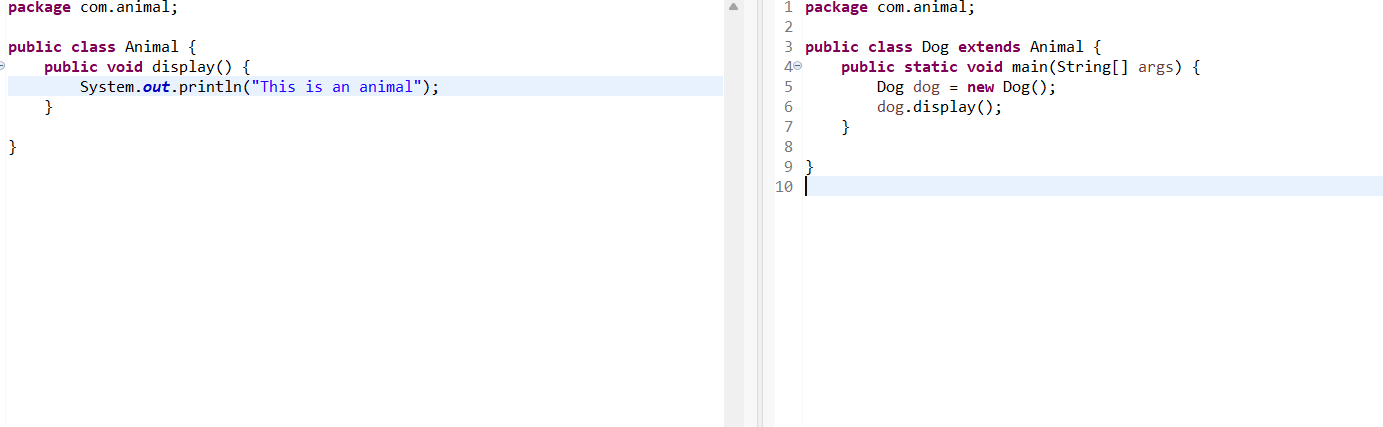 package com.animal;
public class Animal {
public void display() {
System.out.println("This is an animal");
}
}
1 package com.animal;
2
3 public class Dog extends Animal {
4 public static void main(String[] args) {
5 Dog dog = new Dog();
6 dog.display();
7 }
8
9 }
10